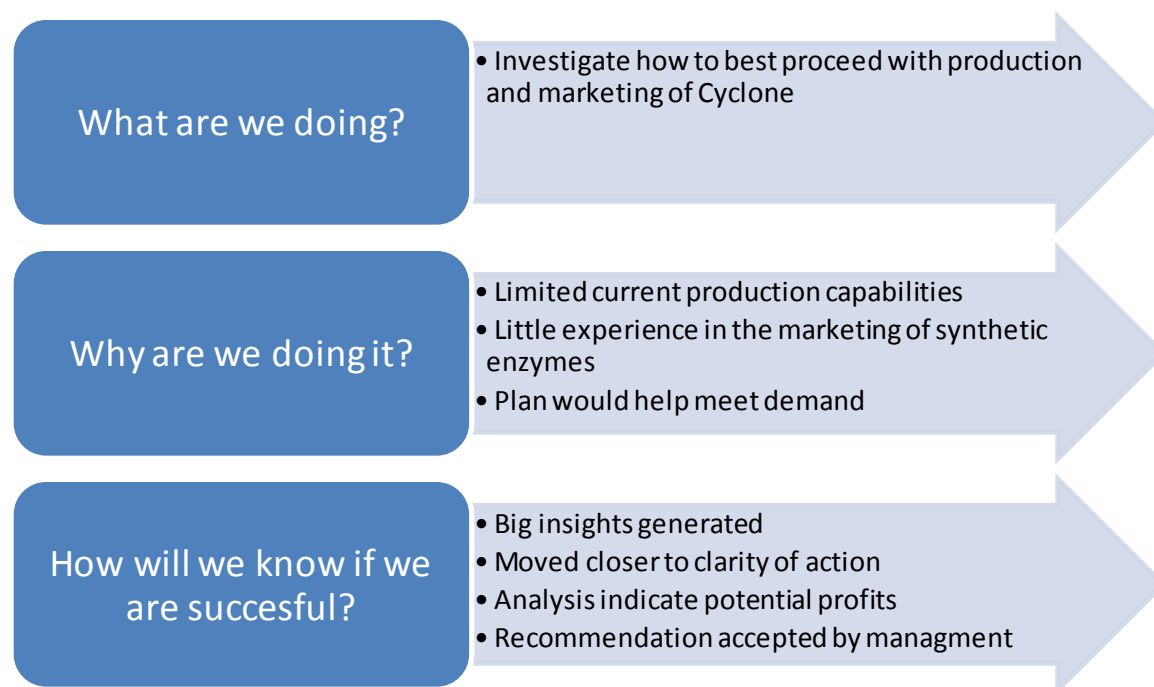 What are we doing?
• Investigate how to best proceed with production
and marketing of Cyclone
Why are we doing it?
• Limited current production capabilities
• Little experience in the marketing of synthetic
enzymes
• Plan would help meet demand
How will we know if we
are succesful?
• Big insights generated
• Moved closer to clarity of action
• Analysis indicate potential profits
• Recommendation accepted by managment